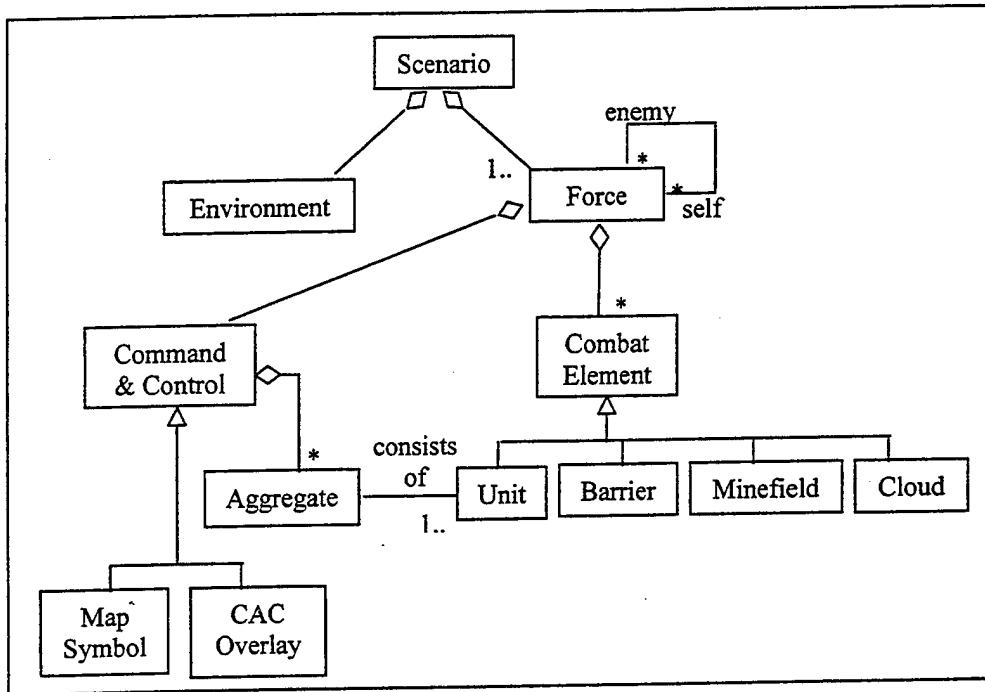 Scenario
enemy
*
1..
Environment
Force
*
self
*
Command
& Control
Combat
Element
*
consists
of
1..
Aggregate
Unit
Barrier
Minefield
Cloud
Map
Symbol
CAC
Overlay